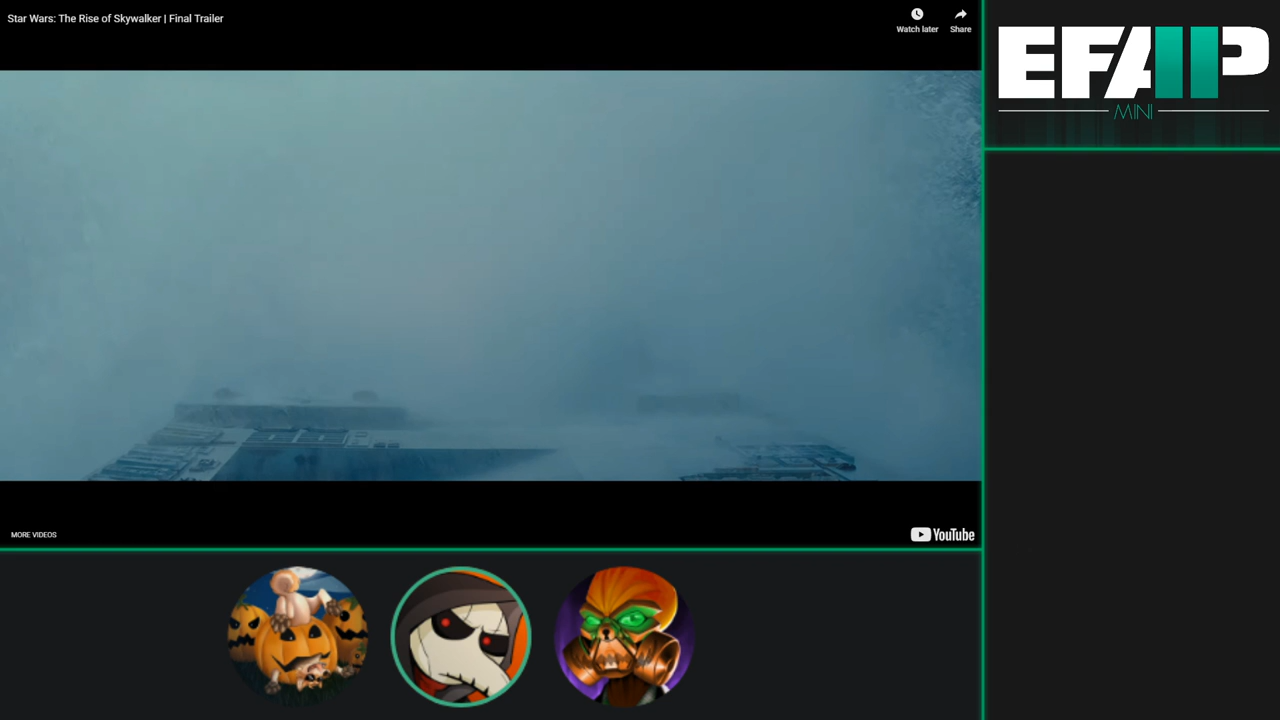 Star Wars: The Rise of Skywalker | Final Trailer
Watch later
Share
EFAP
MINI
MORE VIDEOS
YouTube